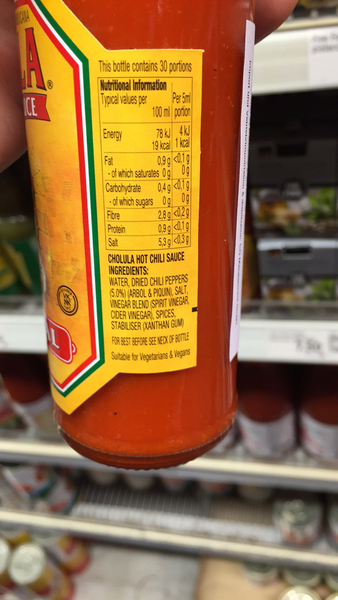 This bottle contains 30 portions
Nutritional Information
Typical values per
100 ml
Per 5ml
portion
Energy 78 kJ 4 kJ
19 kcal 1 kcal
Fat 0,9 g <0,1 g
- of which saturates 0 g 0 g
Carbohydrate 0,4 g <0,1 g
- of which sugars 0 g 0 g
Fibre 2,8 g <0,2 g
Protein 0,9 g <0,1 g
Salt 5,3 g <0,3 g
CHOLULA HOT CHILI SAUCE
INGREDIENTS:
WATER, DRIED CHILI PEPPERS
(5.0%) (ARBOL & PIQUIN), SALT,
VINEGAR BLEND (SPIRIT VINEGAR,
CIDER VINEGAR), SPICES,
STABILISER (XANTHAN GUM)
FOR BEST BEFORE SEE NECK OF BOTTLE
Suitable for Vegetarians & Vegans
LA®
CE
L